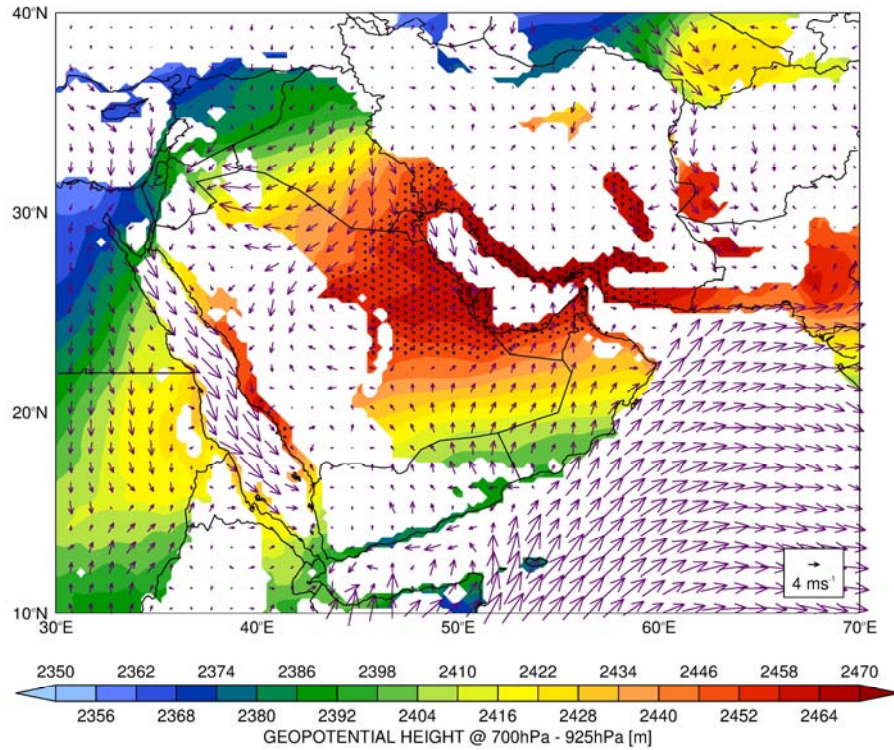 40°N
30°N
20°N
10°N
4 ms⁻¹
30°E 40°E 50°E 60°E 70°E
2350 2362 2374 2386 2398 2410 2422 2434 2446 2458 2470
2356 2368 2380 2392 2404 2416 2428 2440 2452 2464
GEOPOTENTIAL HEIGHT @ 700hPa - 925hPa [m]